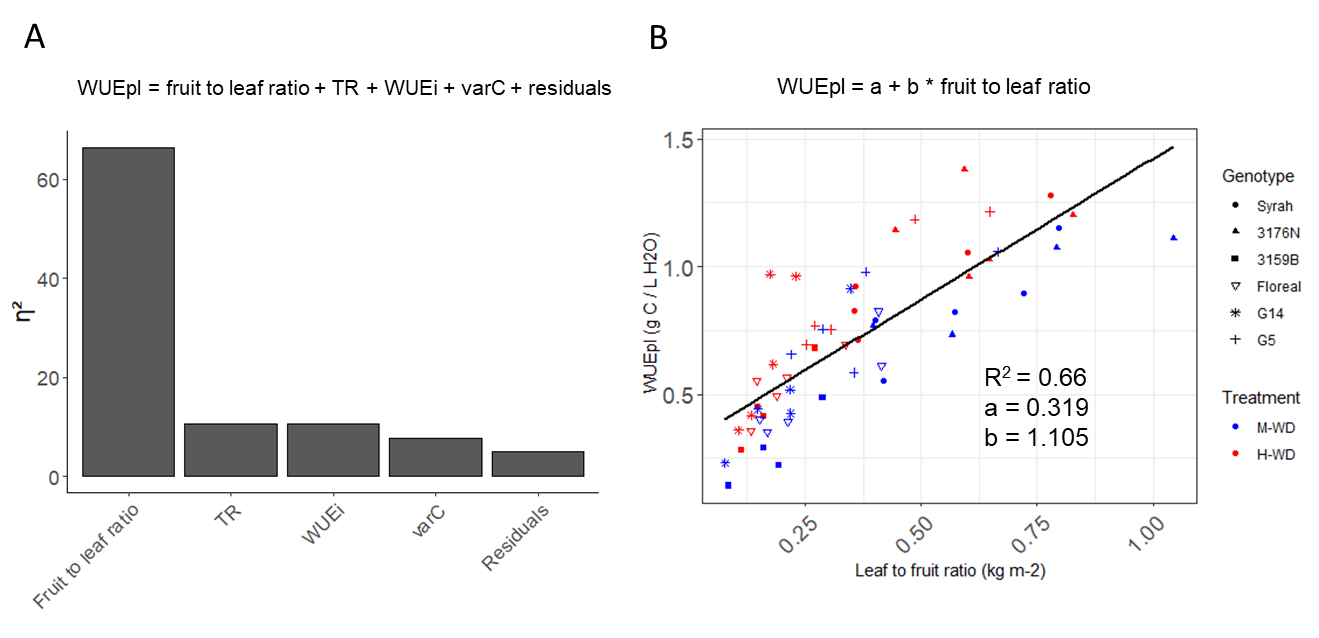 A
WUEpl = fruit to leaf ratio + TR + WUEi + varC + residuals
η²
60
40
20
0
Fruit to leaf ratio
TR
WUEi
varC
Residuals
B
WUEpl = a + b * fruit to leaf ratio
WUEpl (g C / L H2O)
1.5
1.0
0.5
R² = 0.66
a = 0.319
b = 1.105
0.25
0.50
0.75
1.00
Leaf to fruit ratio (kg m-2)
Genotype
Syrah
3176N
3159B
Floreal
G14
G5
Treatment
M-WD
H-WD